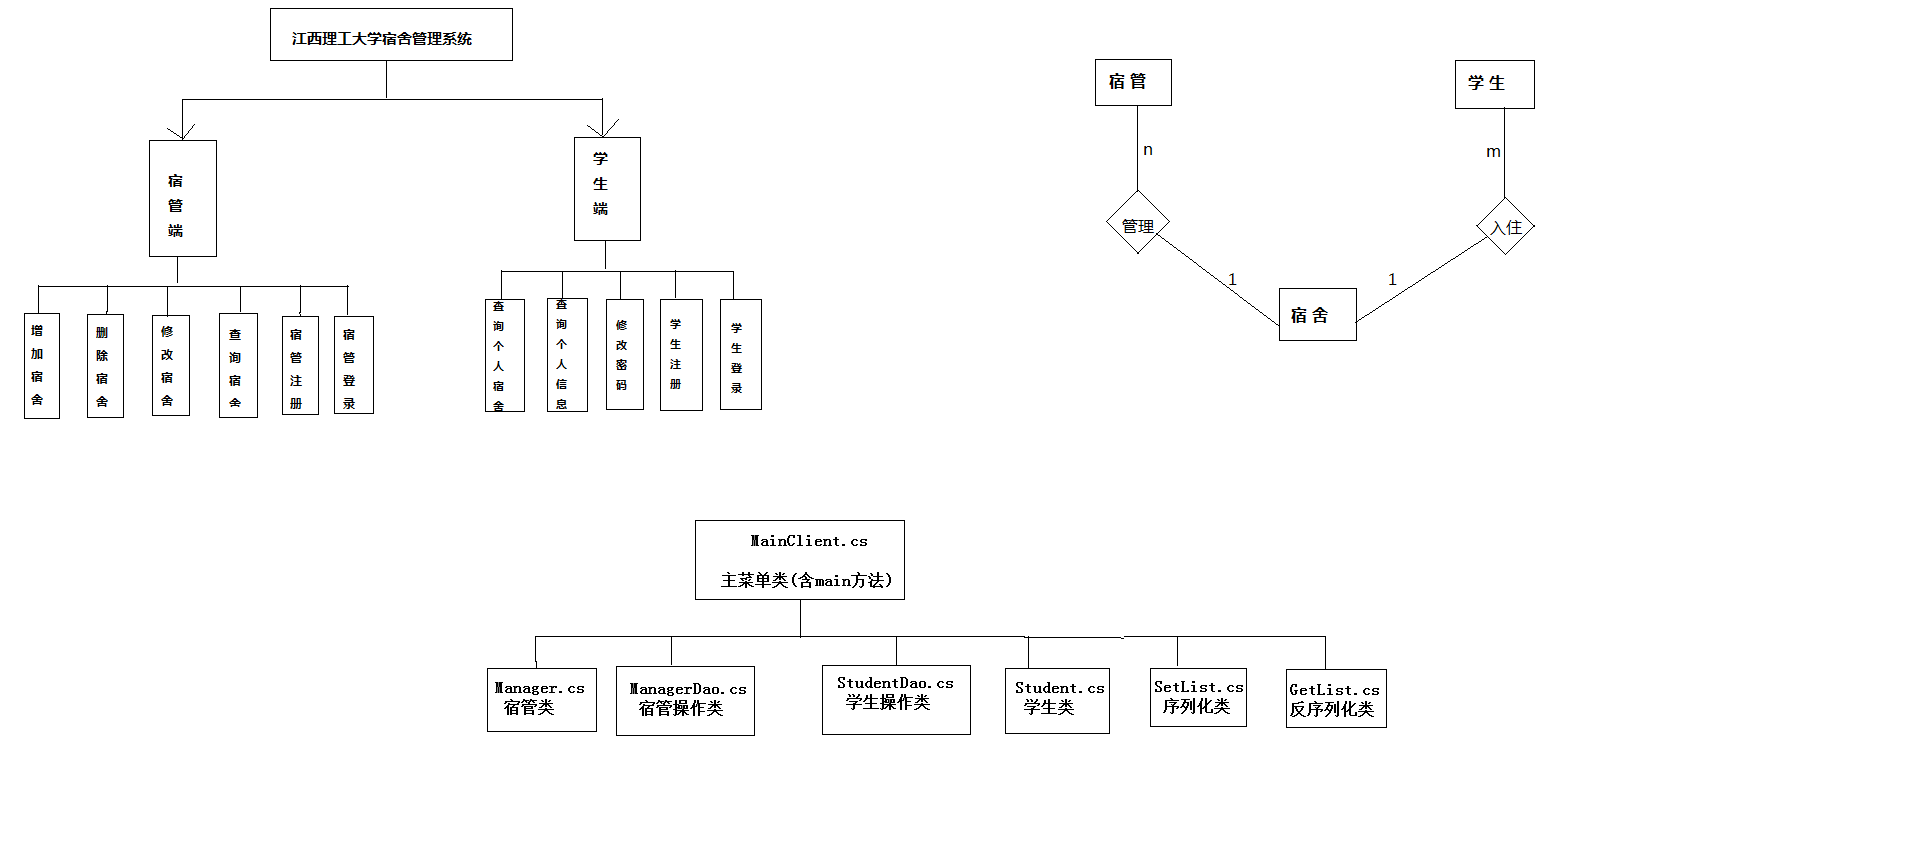 江西理工大学宿舍管理系统
宿管端
学生端
增加宿舍
删除宿舍
修改宿舍
查询宿舍
宿管注册
宿管登录
查询个人宿舍
查询个人信息
修改密码
学生注册
学生登录
宿管
学生
n
m
管理
入住
1
1
宿舍
MainClient.cs
主菜单类(含main方法)
Manager.cs
宿管类
ManagerDao.cs
宿管操作类
StudentDao.cs
学生操作类
Student.cs
学生类
SetList.cs
序列化类
GetList.cs
反序列化类